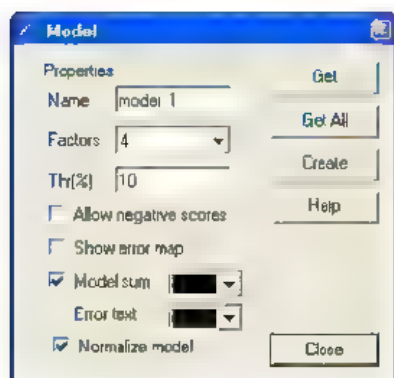 Model
Properties
Name model 1
Get
Get All
Factors 4
Create
Thr(%) 10
Help
Allow negative scores
Show error map
Model sum
Error text
Normalize model
Close